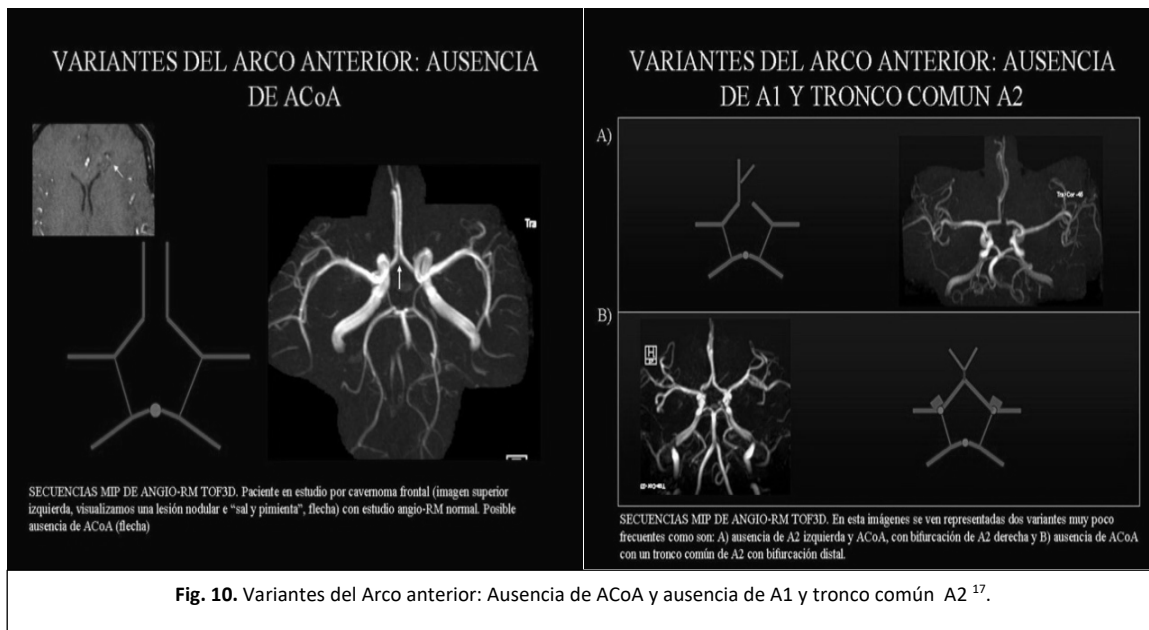 VARIANTES DEL ARCO ANTERIOR: AUSENCIA
DE ACoA
Tra
SECUENCIAS MIP DE ANGIO-RM TOF3D. Paciente en estudio por cavernoma frontal (imagen superior
izquierda, visualizamos una lesión nodular e “sal y pimienta”, flecha) con estudio angio-RM normal. Posible
ausencia de ACoA (flecha)
VARIANTES DEL ARCO ANTERIOR: AUSENCIA
DE A1 Y TRONCO COMUN A2
A)
B)
H
SECUENCIAS MIP DE ANGIO-RM TOF3D. En esta imágenes se ven representadas dos variantes muy poco
frecuentes como son: A) ausencia de A2 izquierda y ACoA, con bifurcación de A2 derecha y B) ausencia de ACoA
con un tronco común de A2 con bifurcación distal.
Fig. 10. Variantes del Arco anterior: Ausencia de ACoA y ausencia de A1 y tronco común A2 17.